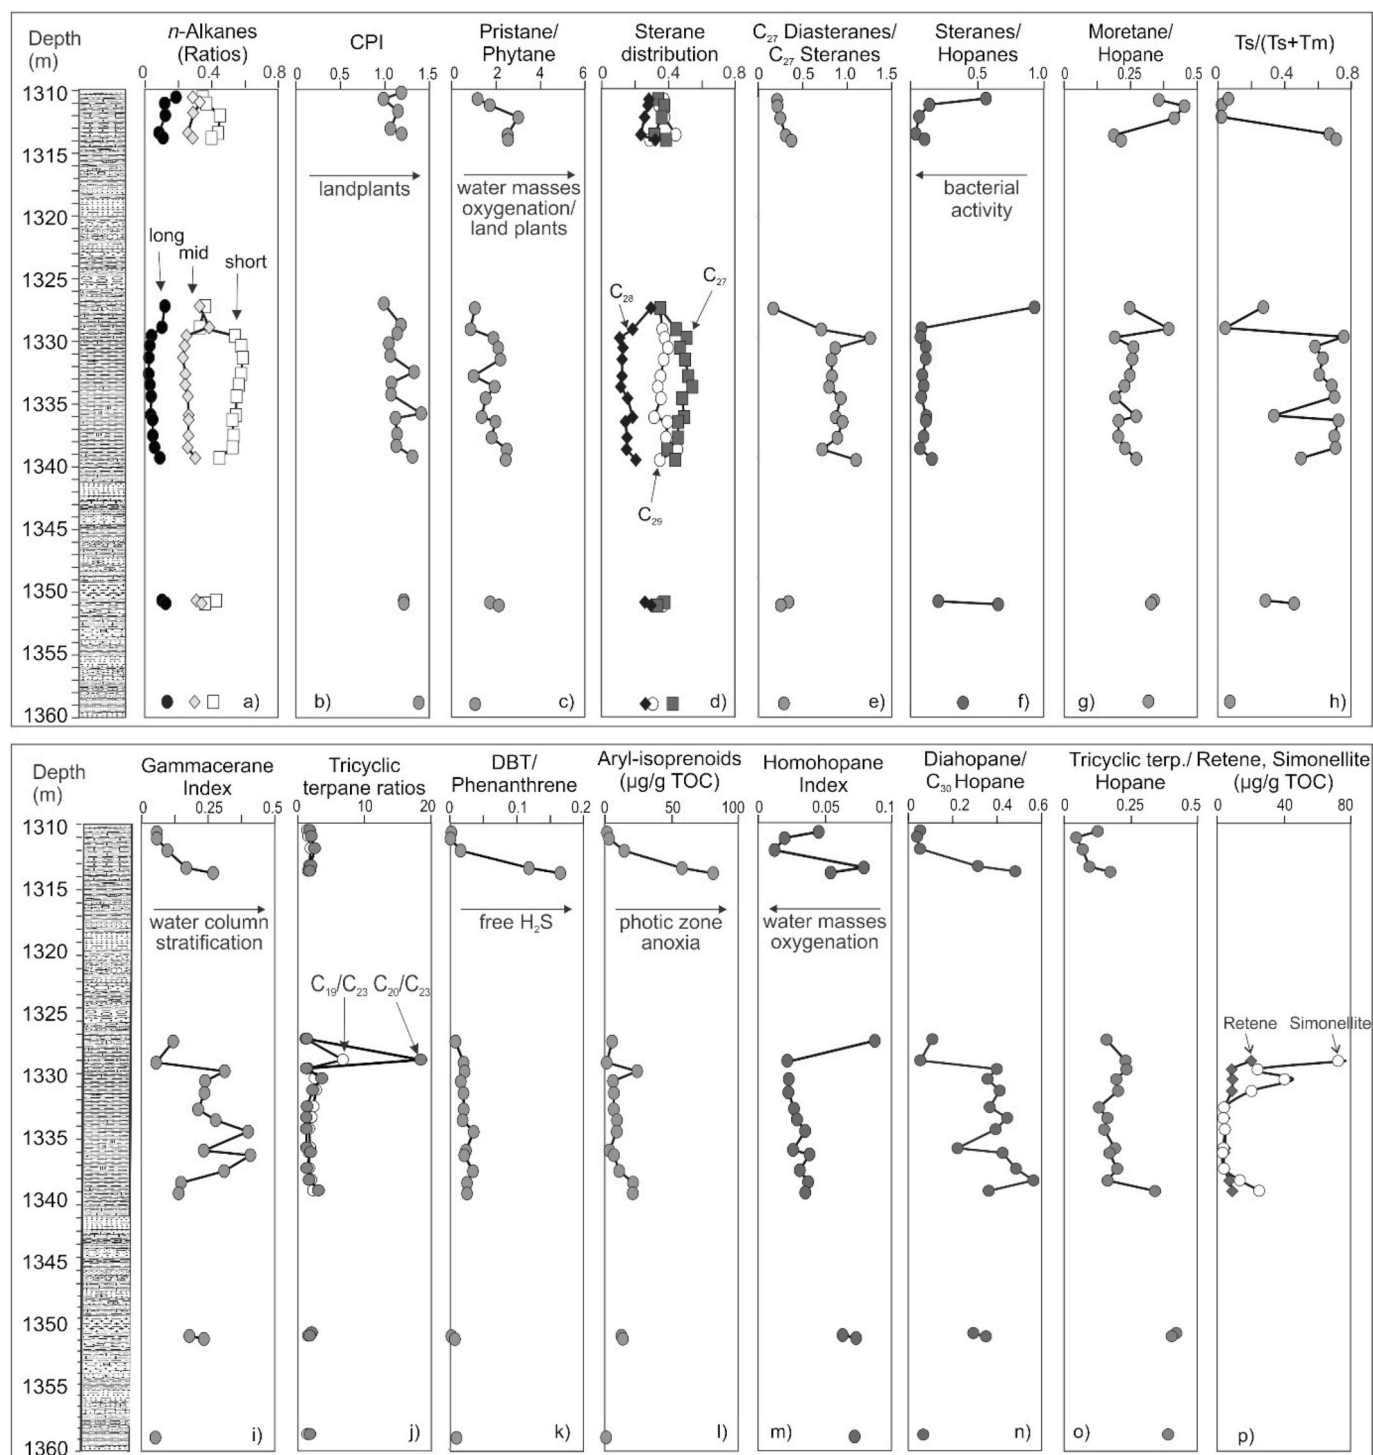 Depth
(m)
n-Alkanes
(Ratios)
0 0.4 0.8
CPI
0 0.5 1.0 1.5
Pristane/
Phytane
0 2 4 6
Sterane
distribution
0 0.4 0.8
C₂₇ Diasteranes/
C₂₇ Steranes
0 0.5 1.0 1.5
Steranes/
Hopanes
0.5 1.0
Moretane/
Hopane
0 0.25 0.5
Ts/(Ts+Tm)
0 0.4 0.8
1310
1315
1320
1325
1330
1335
1340
1345
1350
1355
1360
long
mid
short
landplants
water masses
oxygenation/
land plants
C₂₈
C₂₇
C₂₉
bacterial
activity
a)
b)
c)
d)
e)
f)
g)
h)
Depth
(m)
Gammacerane
Index
0 0.25 0.5
Tricyclic
terpane ratios
0 10 20
DBT/
Phenanthrene
0 0.1 0.2
Aryl-isoprenoids
(µg/g TOC)
0 50 100
Homohopane
Index
0 0.05 0.1
Diahopane/
C₃₀ Hopane
0 0.2 0.4 0.6
Tricyclic terp./
Hopane
0 0.25 0.5
Retene, Simonellite
(µg/g TOC)
0 40 80
1310
1315
1320
1325
1330
1335
1340
1345
1350
1355
1360
water column
stratification
C₁₉/C₂₃
C₂₀/C₂₃
free H₂S
photic zone
anoxia
water masses
oxygenation
Retene
Simonellite
i)
j)
k)
l)
m)
n)
o)
p)